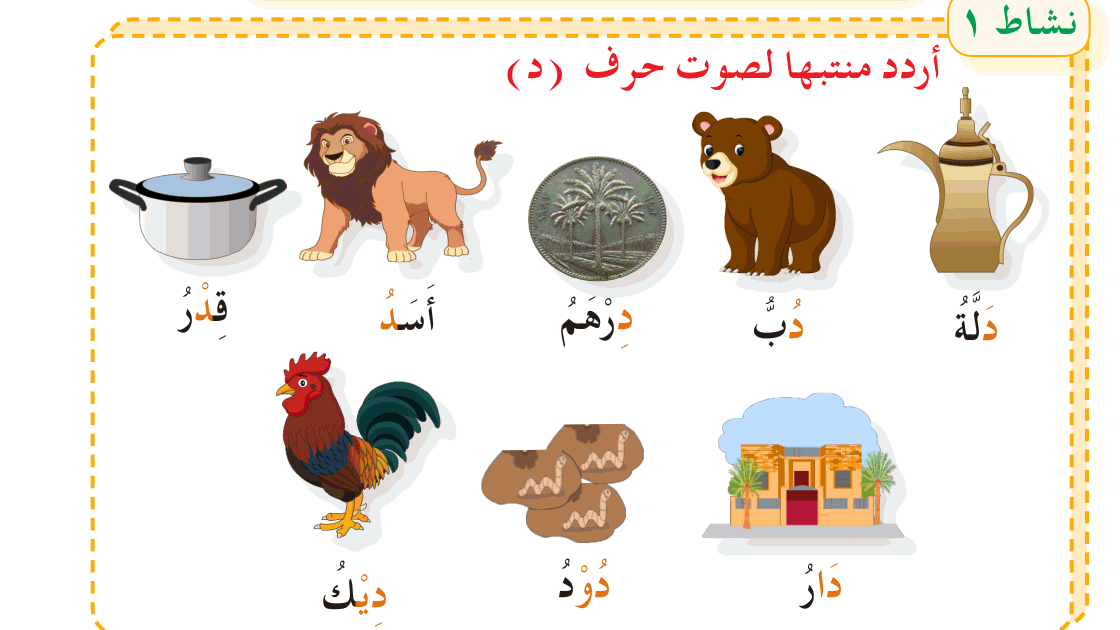 نشاط ١
أردد منتبها لصوت حرف (د)
دَلَّةُ دُبُّ دِرْهَمُ أَسَدُ قِدْرُ
دَارُ دُوْدُ دِيْكُ